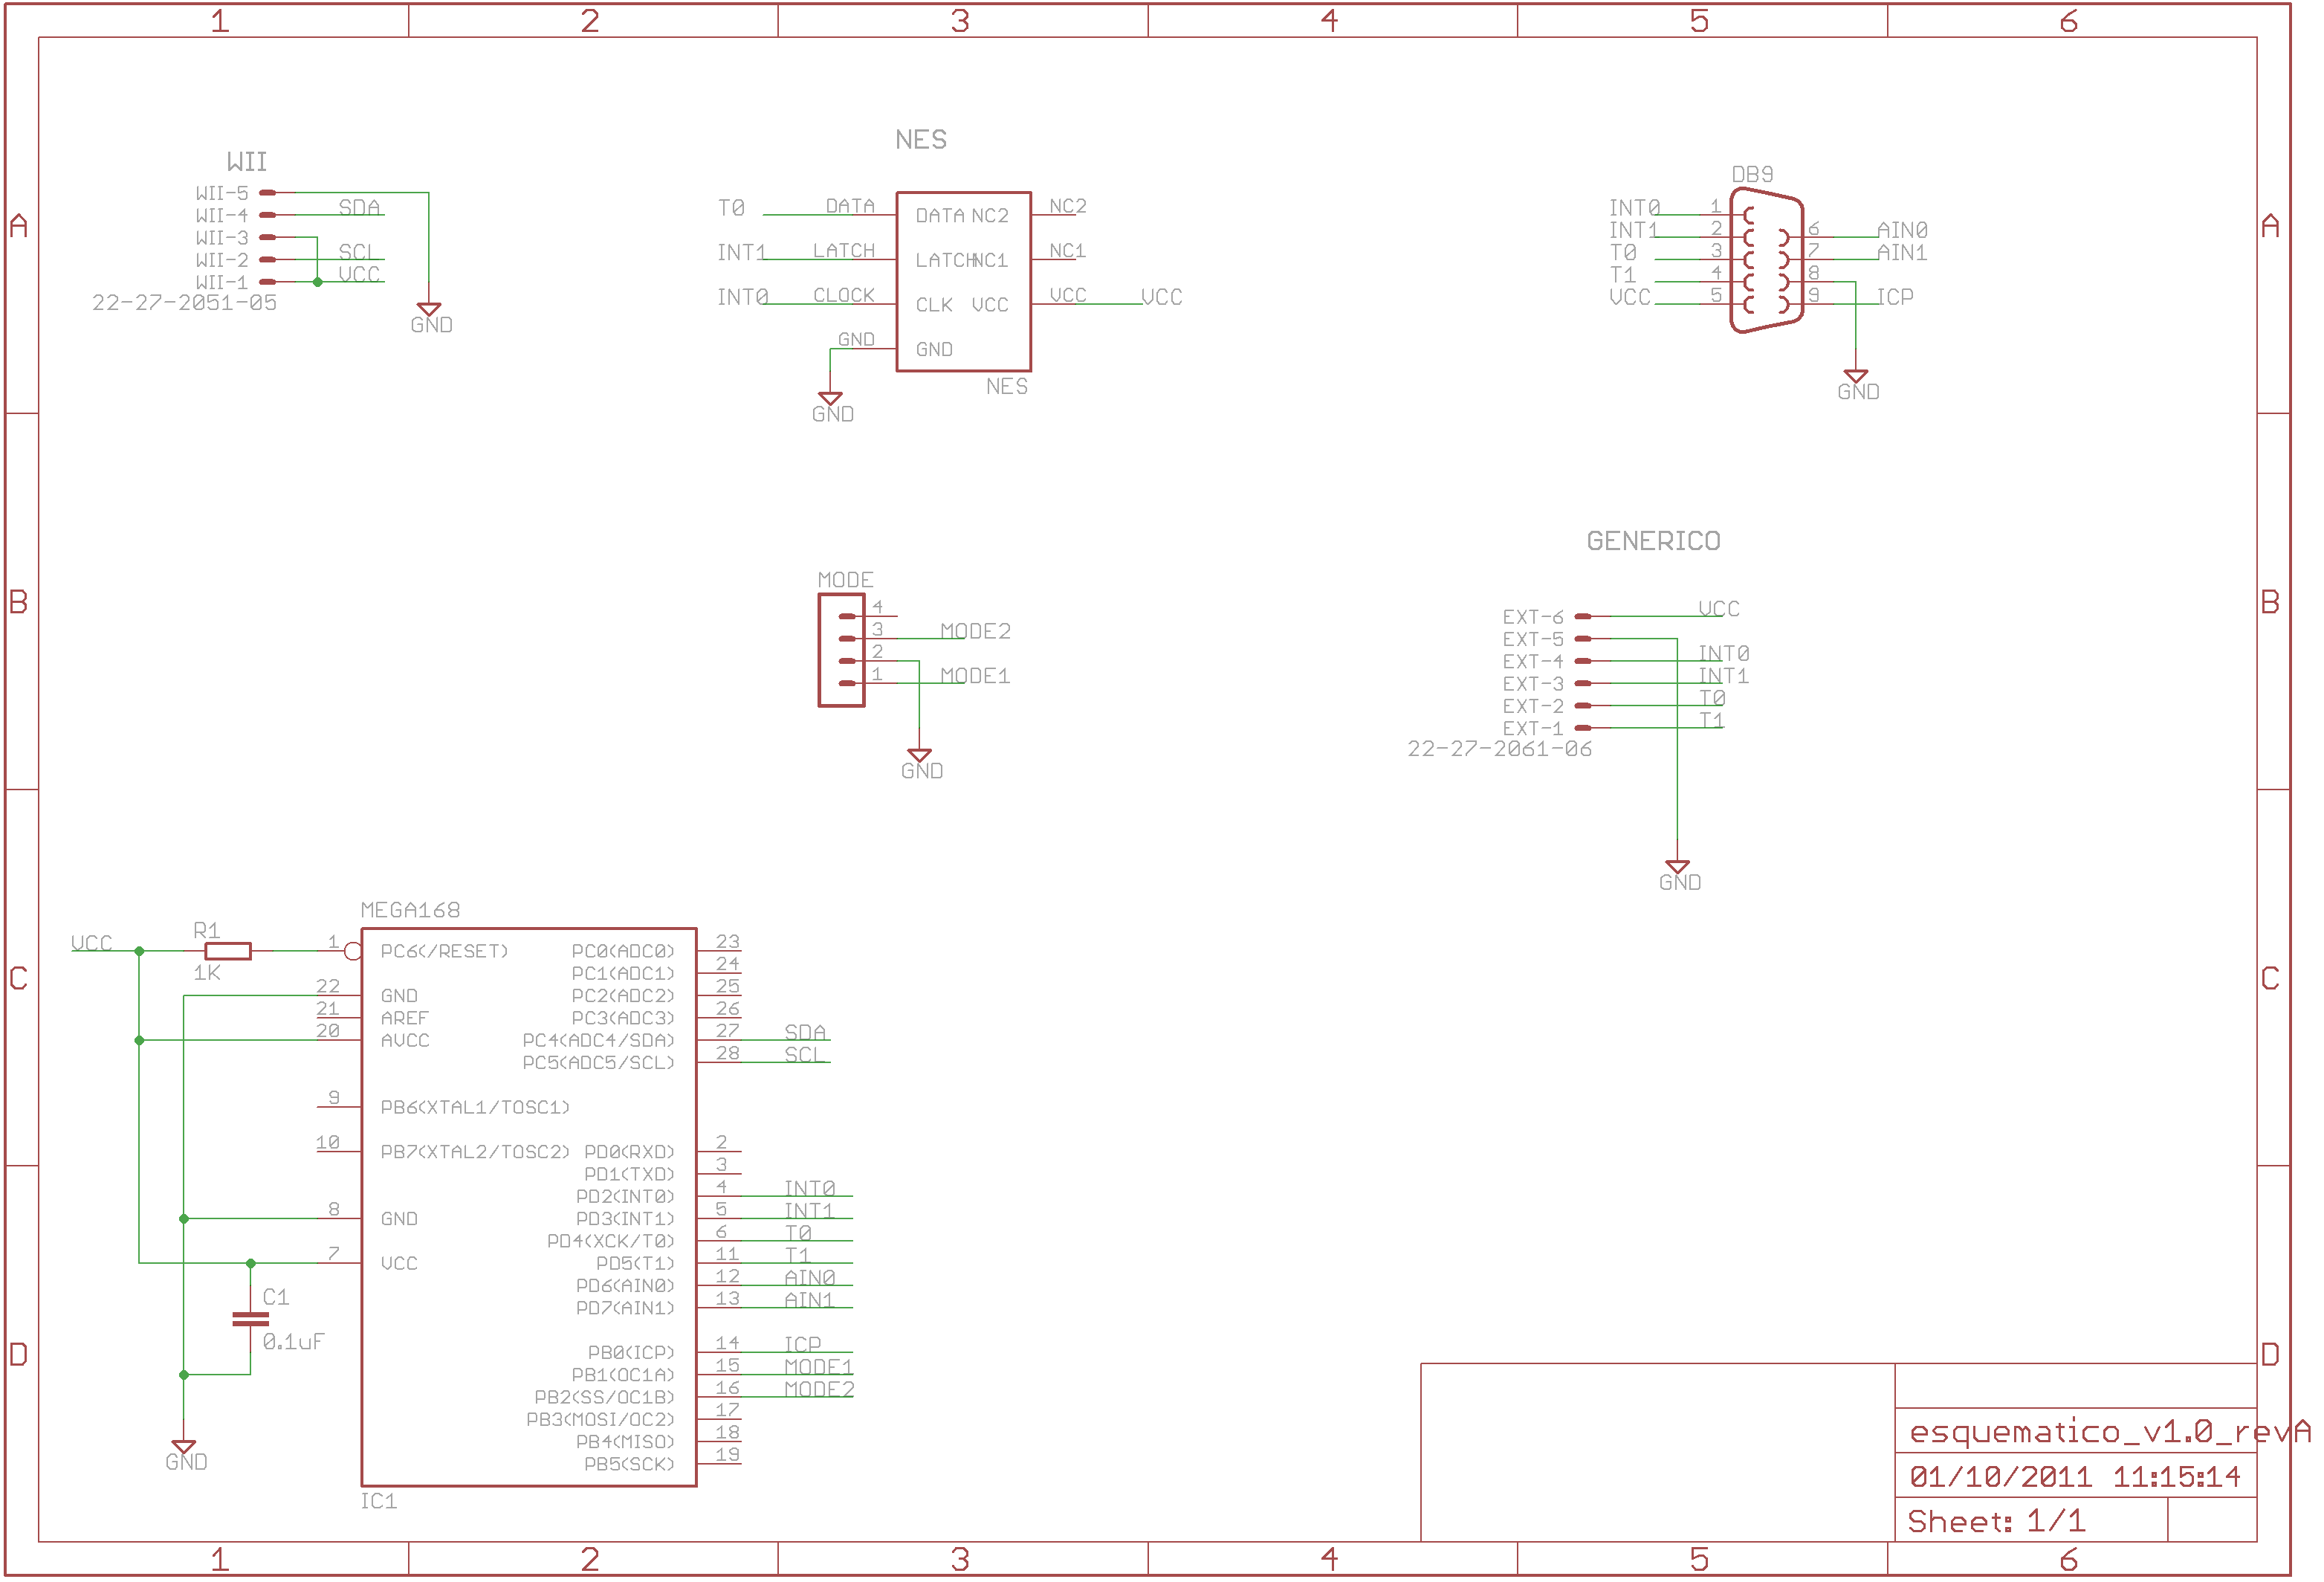 1 2 3 4 5 6
A
B
C
D
A
B
C
D
1 2 3 4 5 6
WII
WII-5
WII-4 SDA
WII-3
WII-2 SCL
WII-1 VCC
22-27-2051-05
GND
NES
T0 DATA DATA NC2 NC2
INT1 LATCH LATCH NC1 NC1
INT0 CLOCK CLK VCC VCC VCC
GND GND
NES
GND
DB9
INT0 1
INT1 2 6 AIN0
T0 3 7 AIN1
T1 4 8
VCC 5 9 ICP
GND
MODE
4
3 MODE2
2
1 MODE1
GND
GENERICO
EXT-6 VCC
EXT-5
EXT-4 INT0
EXT-3 INT1
EXT-2 T0
EXT-1 T1
22-27-2061-06
GND
MEGA168
VCC R1 1 PC6(/RESET) PC0(ADC0) 23
1K PC1(ADC1) 24
22 GND PC2(ADC2) 25
21 AREF PC3(ADC3) 26
20 AVCC PC4(ADC4/SDA) 27 SDA
PC5(ADC5/SCL) 28 SCL
9 PB6(XTAL1/TOSC1)
10 PB7(XTAL2/TOSC2) PD0(RXD) 2
PD1(TXD) 3
PD2(INT0) 4 INT0
8 GND PD3(INT1) 5 INT1
PD4(XCK/T0) 6 T0
7 VCC PD5(T1) 11 T1
C1 PD6(AIN0) 12 AIN0
PD7(AIN1) 13 AIN1
0.1uF PB0(ICP) 14 ICP
PB1(OC1A) 15 MODE1
PB2(SS/OC1B) 16 MODE2
PB3(MOSI/OC2) 17
PB4(MISO) 18
GND PB5(SCK) 19
IC1
esquematico_v1.0_revA
01/10/2011 11:15:14
Sheet: 1/1